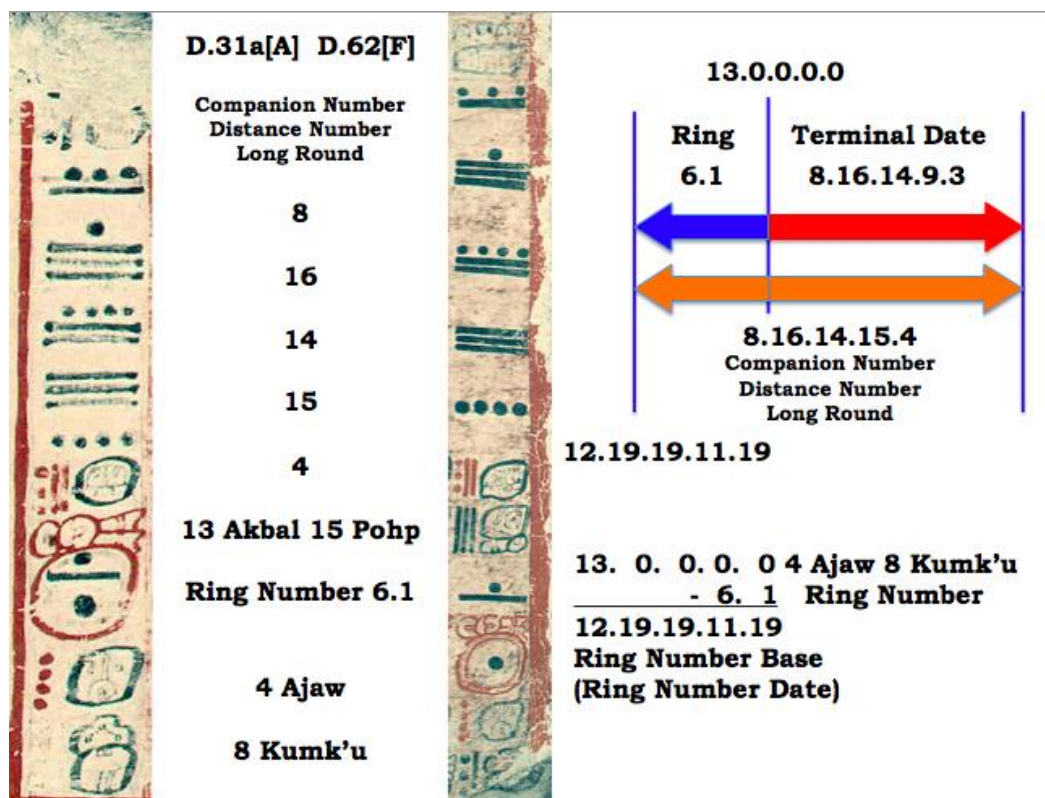 D.31a[A] D.62[F]
Companion Number
Distance Number
Long Round
8
16
14
15
4
13 Akbal 15 Pohp
Ring Number 6.1
4 Ajaw
8 Kumk'u
13.0.0.0.0
Ring Terminal Date
6.1 8.16.14.9.3
8.16.14.15.4
Companion Number
Distance Number
Long Round
12.19.19.11.19
13. 0. 0. 0. 0 4 Ajaw 8 Kumk'u
- 6. 1 Ring Number
12.19.19.11.19
Ring Number Base
(Ring Number Date)